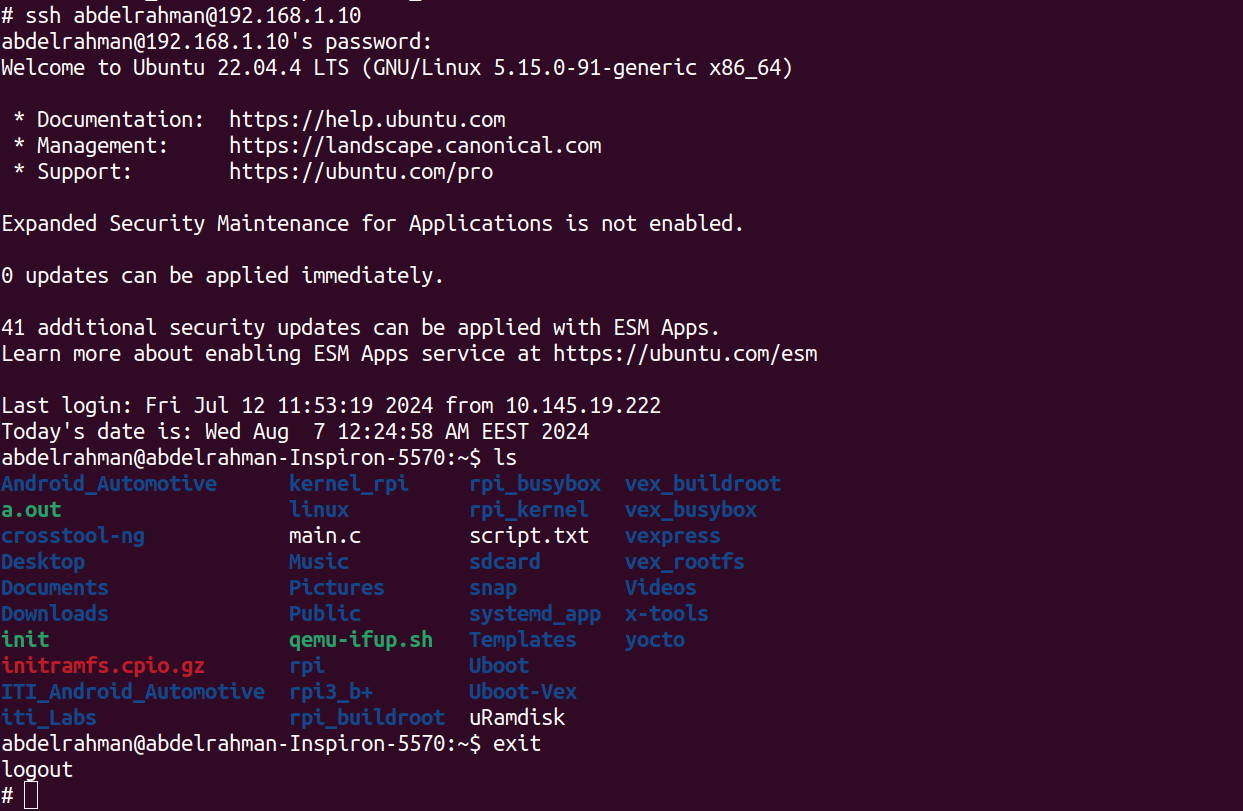 # ssh abdelrahman@192.168.1.10
abdelrahman@192.168.1.10's password:
Welcome to Ubuntu 22.04.4 LTS (GNU/Linux 5.15.0-91-generic x86_64)
 * Documentation:  https://help.ubuntu.com
 * Management:     https://landscape.canonical.com
 * Support:        https://ubuntu.com/pro
Expanded Security Maintenance for Applications is not enabled.
0 updates can be applied immediately.
41 additional security updates can be applied with ESM Apps.
Learn more about enabling ESM Apps service at https://ubuntu.com/esm
Last login: Fri Jul 12 11:53:19 2024 from 10.145.19.222
Today's date is: Wed Aug  7 12:24:58 AM EEST 2024
abdelrahman@abdelrahman-Inspiron-5570:~$ ls
Android_Automotive      kernel_rpi     rpi_busybox  vex_buildroot
a.out                   linux          rpi_kernel   vex_busybox
crosstool-ng            main.c         script.txt   vexpress
Desktop                 Music          sdcard       vex_rootfs
Documents               Pictures       snap         Videos
Downloads               Public         systemd_app  x-tools
init                    qemu-ifup.sh   Templates    yocto
initramfs.cpio.gz       rpi            Uboot
ITI_Android_Automotive  rpi3_b+        Uboot-Vex
iti_Labs                rpi_buildroot  uRamdisk
abdelrahman@abdelrahman-Inspiron-5570:~$ exit
logout
#